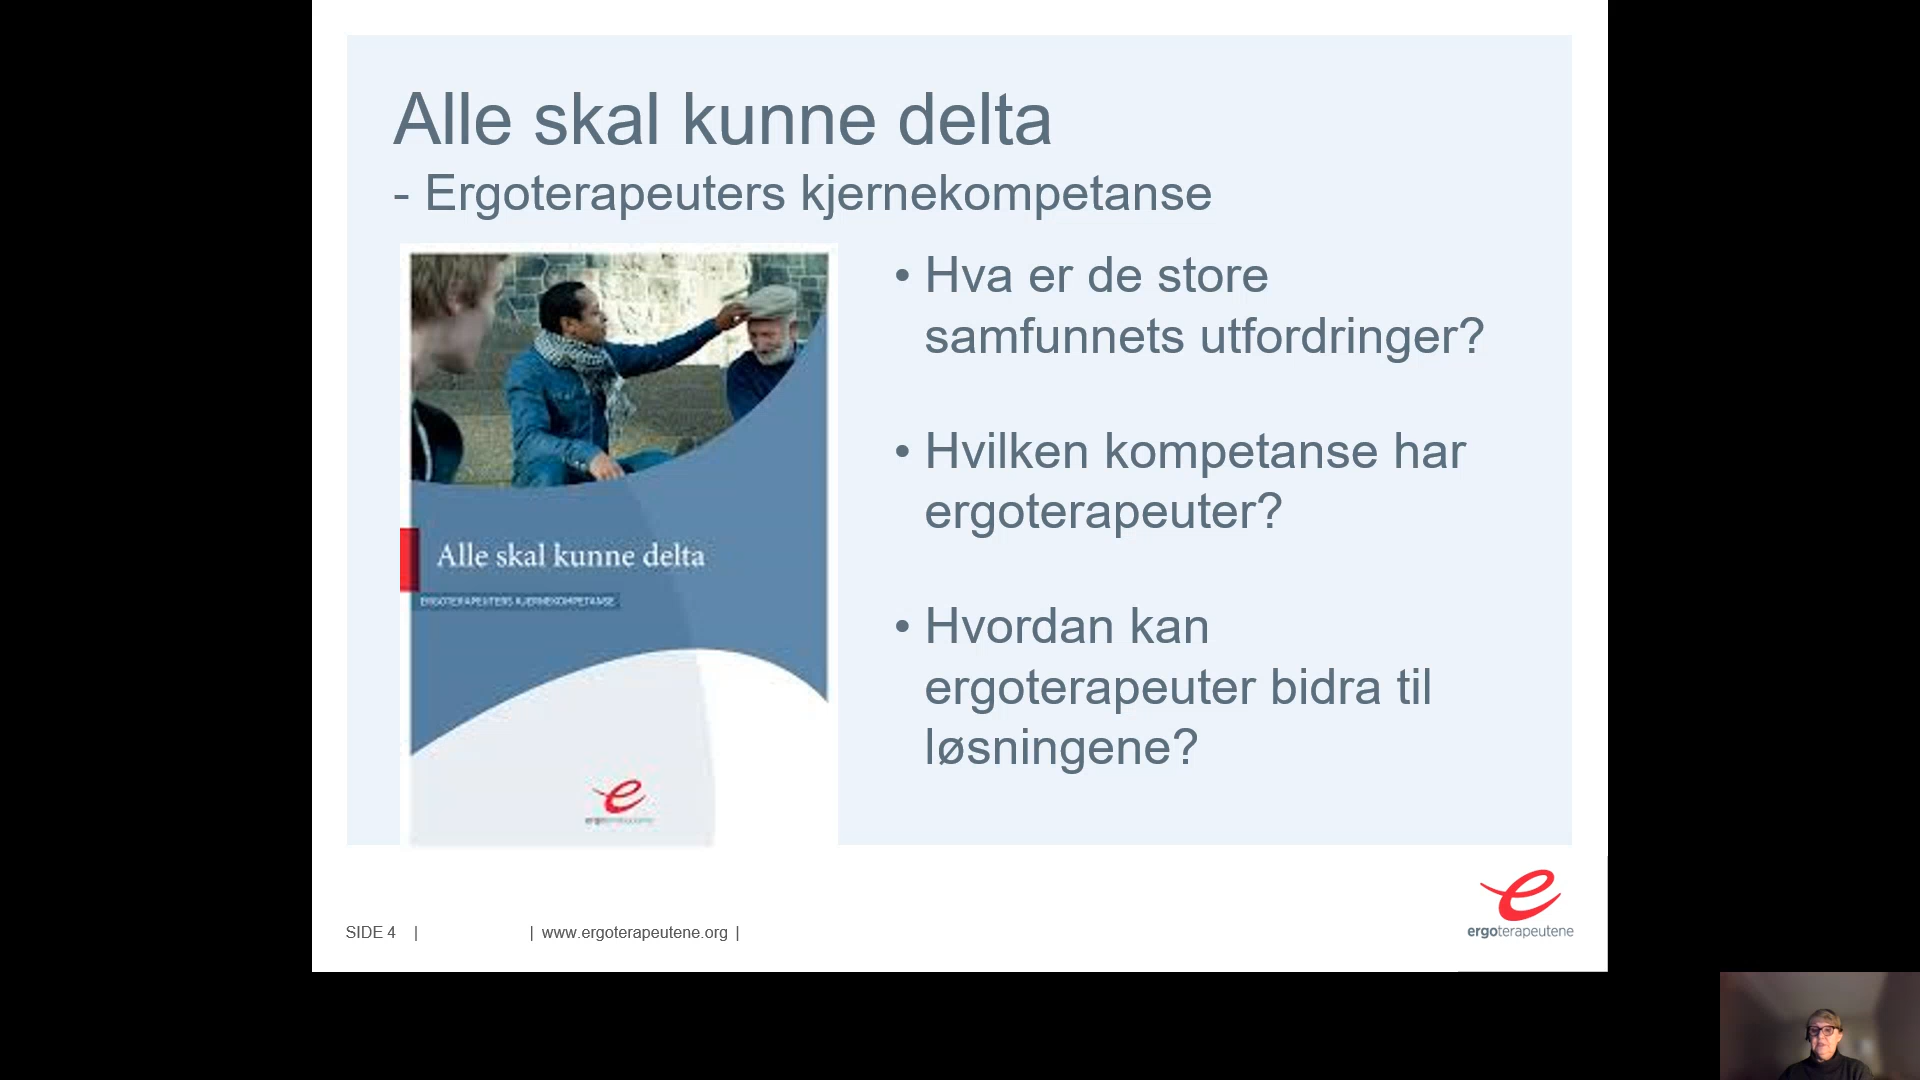 Alle skal kunne delta
- Ergoterapeuters kjernekompetanse
Alle skal kunne delta
ERGOTERAPEUTERS KJERNEKOMPETANSE
ergoterapeutene
• Hva er de store
samfunnets utfordringer?
• Hvilken kompetanse har
ergoterapeuter?
• Hvordan kan
ergoterapeuter bidra til
løsningene?
SIDE 4 | | www.ergoterapeutene.org |
ergoterapeutene